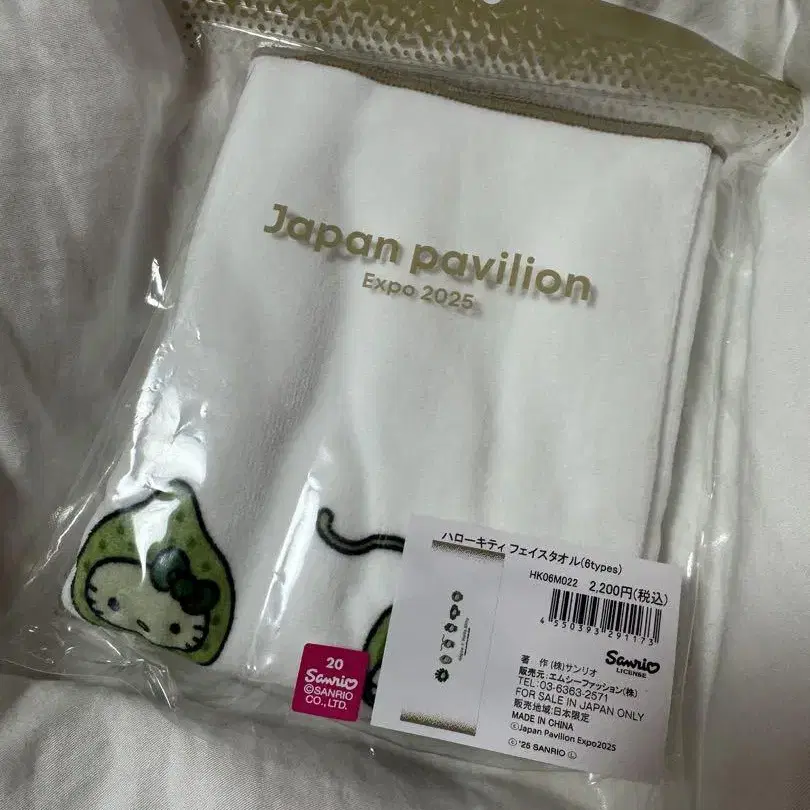 Japan pavilion
Expo 2025
ハローキティ フェイスタオル(6types)
HK06M022 2,200円(税込)
4 550393 291173
著 作 (株)サンリオ
販売元:エムシーファッション(株)
TEL:03-6363-2571
FOR SALE IN JAPAN ONLY
販売地域:日本限定
MADE IN CHINA
©Japan Pavilion Expo2025
© '25 SANRIO Ⓛ
Sanrio
LICENSE
20
Sanrio
©SANRIO
CO., LTD.